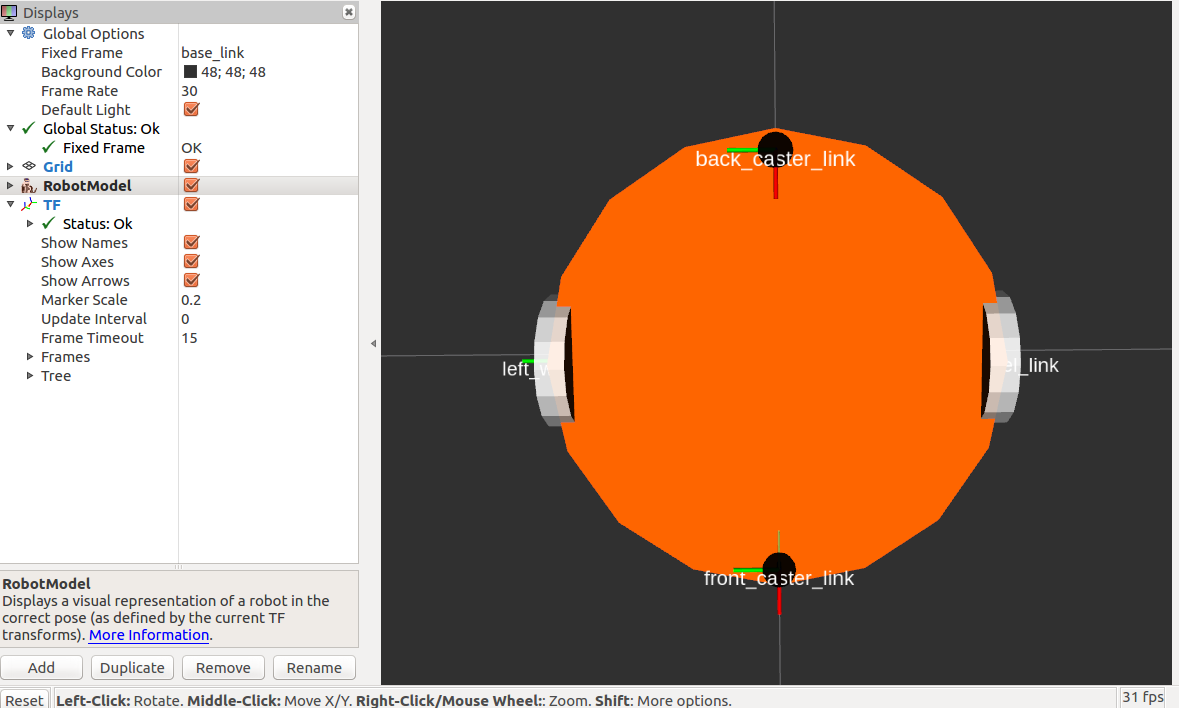 Displays
Global Options
Fixed Frame base_link
Background Color 48; 48; 48
Frame Rate 30
Default Light
Global Status: Ok
Fixed Frame OK
Grid
RobotModel
TF
Status: Ok
Show Names
Show Axes
Show Arrows
Marker Scale 0.2
Update Interval 0
Frame Timeout 15
Frames
Tree
RobotModel
Displays a visual representation of a robot in the
correct pose (as defined by the current TF
transforms). More Information.
Add Duplicate Remove Rename
back_caster_link
left_w el_link
front_caster_link
Reset Left-Click: Rotate. Middle-Click: Move X/Y. Right-Click/Mouse Wheel:: Zoom. Shift: More options. 31 fps